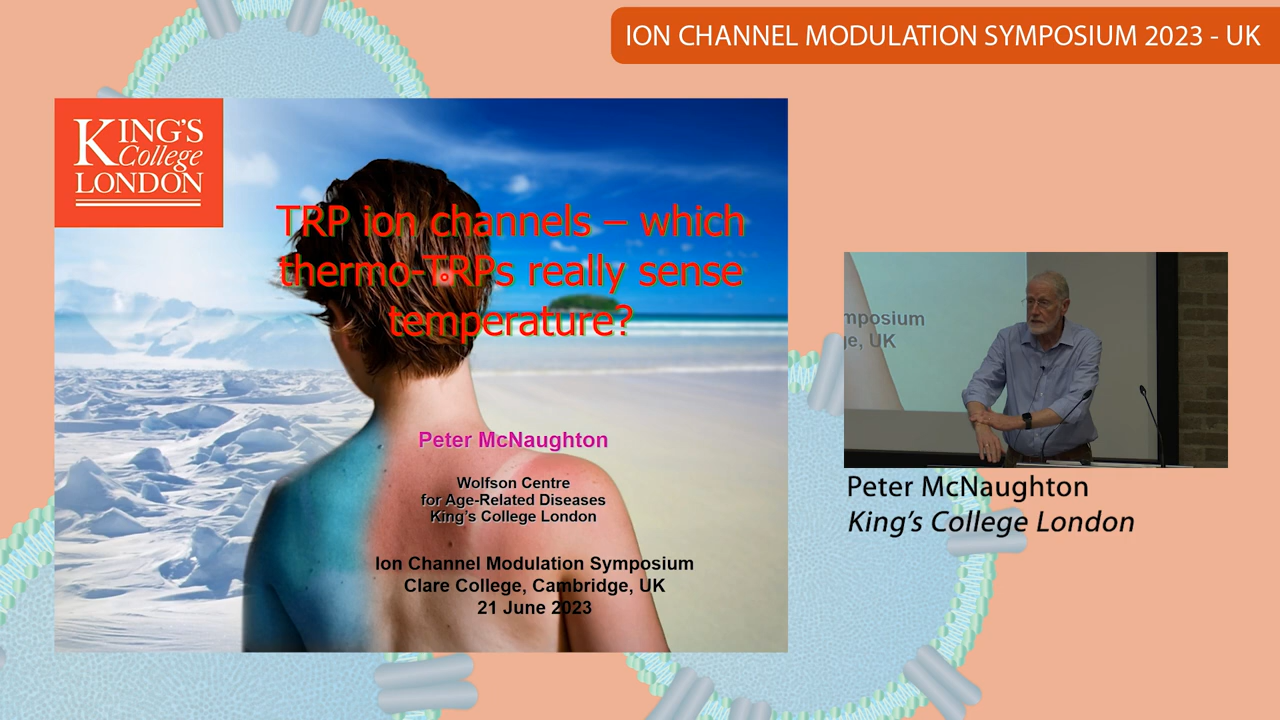 ION CHANNEL MODULATION SYMPOSIUM 2023 - UK
KING'S
College
LONDON
TRP ion channels – which
thermo-TRPs really sense
temperature?
Peter McNaughton
Wolfson Centre
for Age-Related Diseases
King's College London
Ion Channel Modulation Symposium
Clare College, Cambridge, UK
21 June 2023
mposium
ge, UK
Peter McNaughton
King's College London